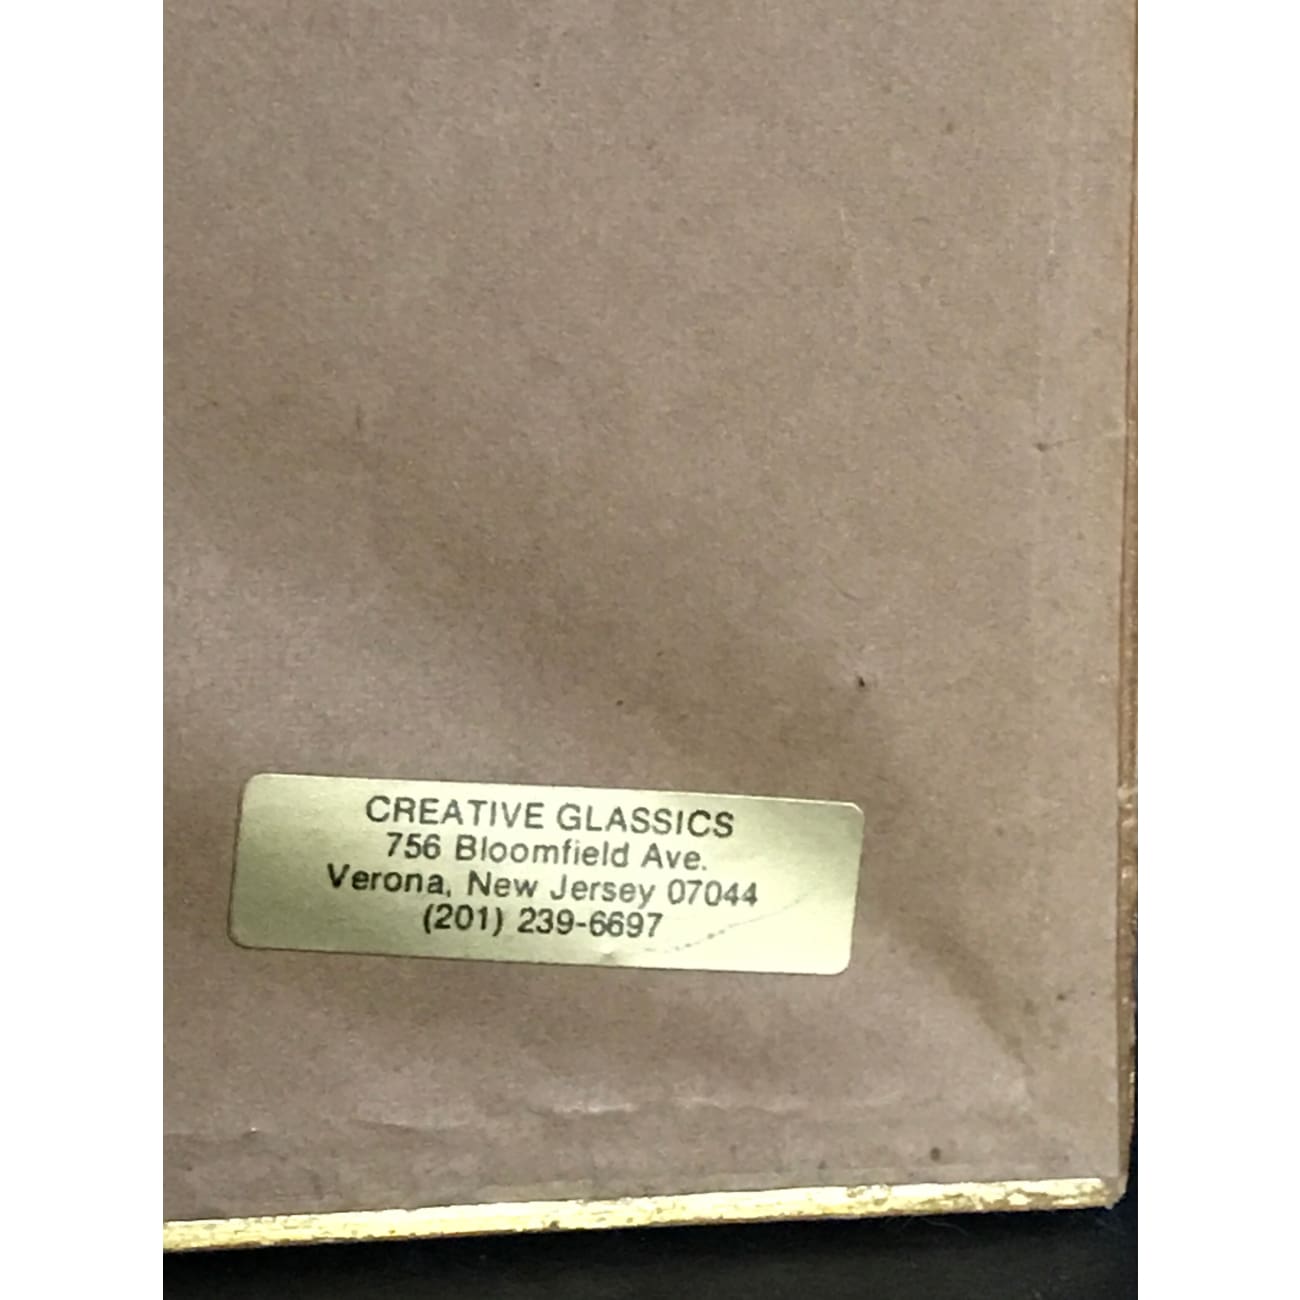 CREATIVE GLASSICS
756 Bloomfield Ave.
Verona, New Jersey 07044
(201) 239-6697